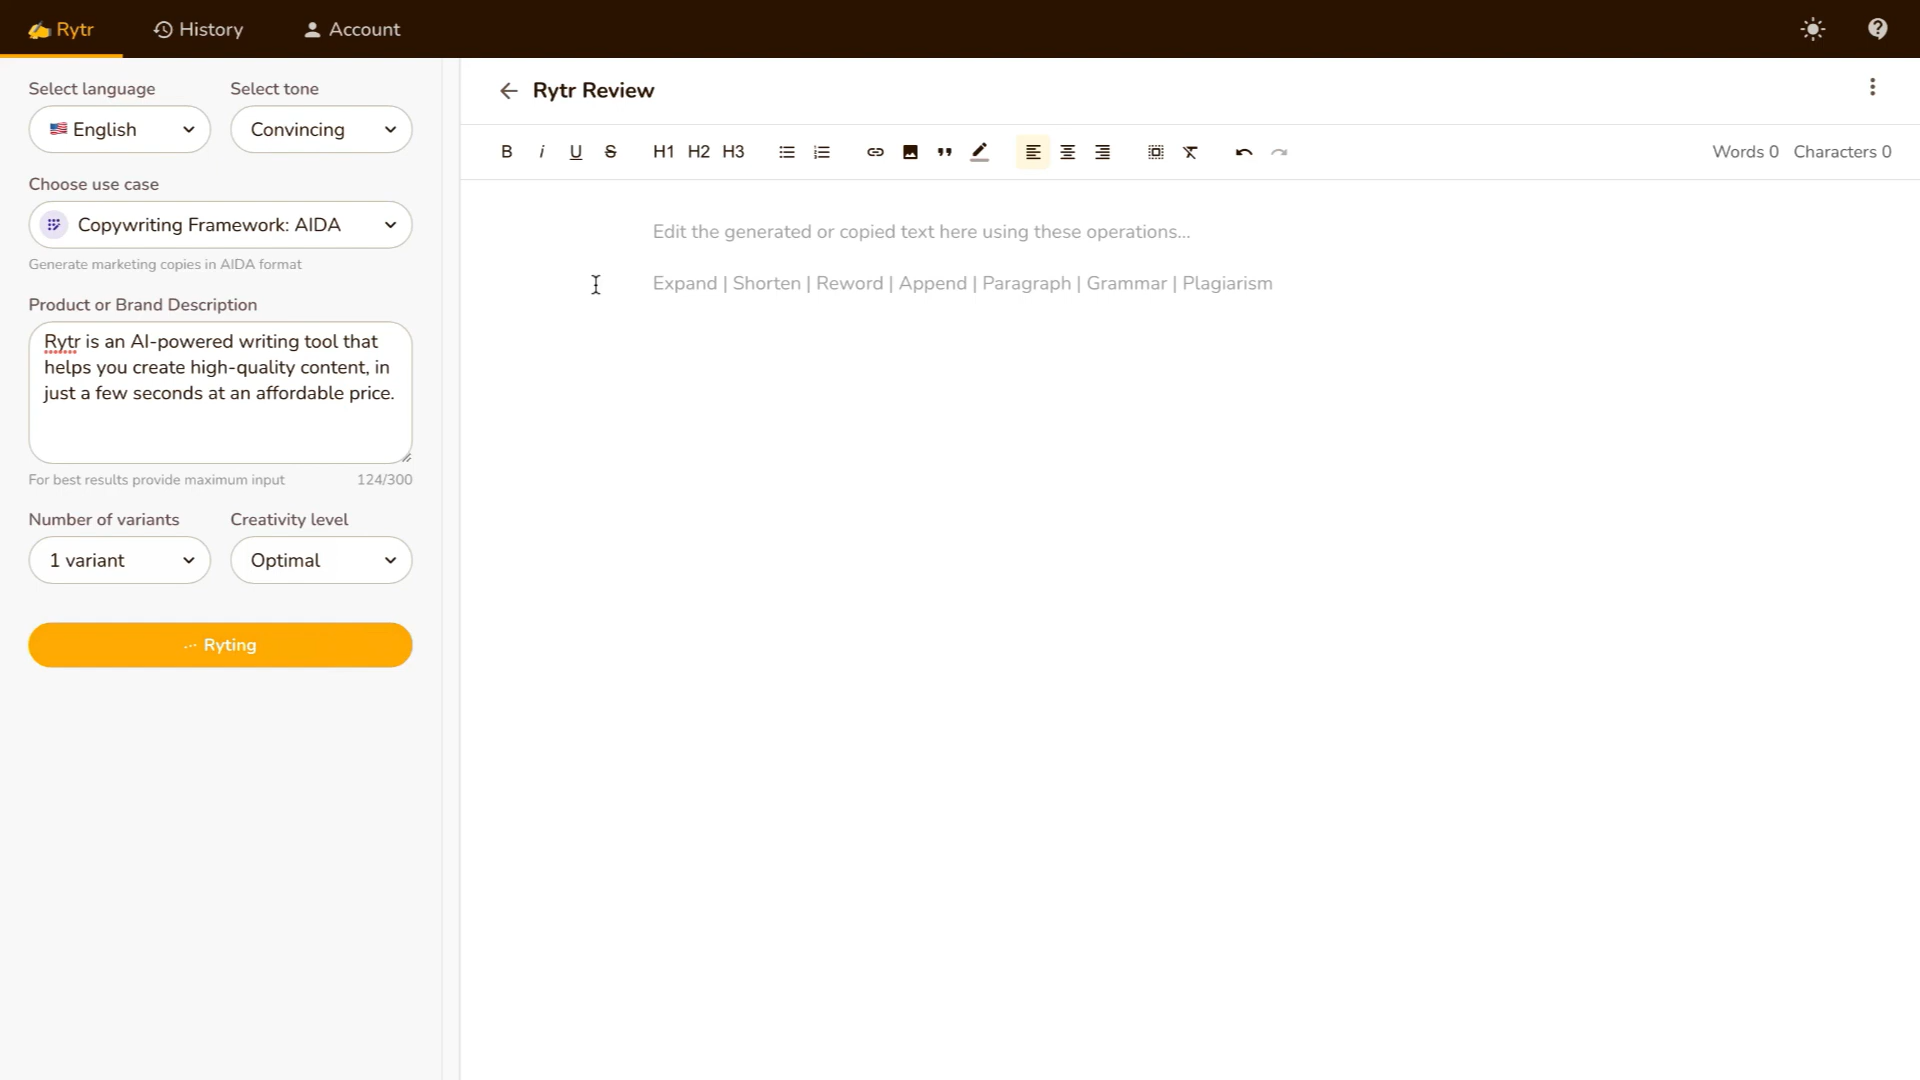 Rytr
History
Account
Select language
Select tone
English
Convincing
Choose use case
Copywriting Framework: AIDA
Generate marketing copies in AIDA format
Product or Brand Description
Rytr is an AI-powered writing tool that
helps you create high-quality content, in
just a few seconds at an affordable price.
For best results provide maximum input
124/300
Number of variants
Creativity level
1 variant
Optimal
Ryting
Rytr Review
B i U S H1 H2 H3
Words 0 Characters 0
Edit the generated or copied text here using these operations...
Expand | Shorten | Reword | Append | Paragraph | Grammar | Plagiarism